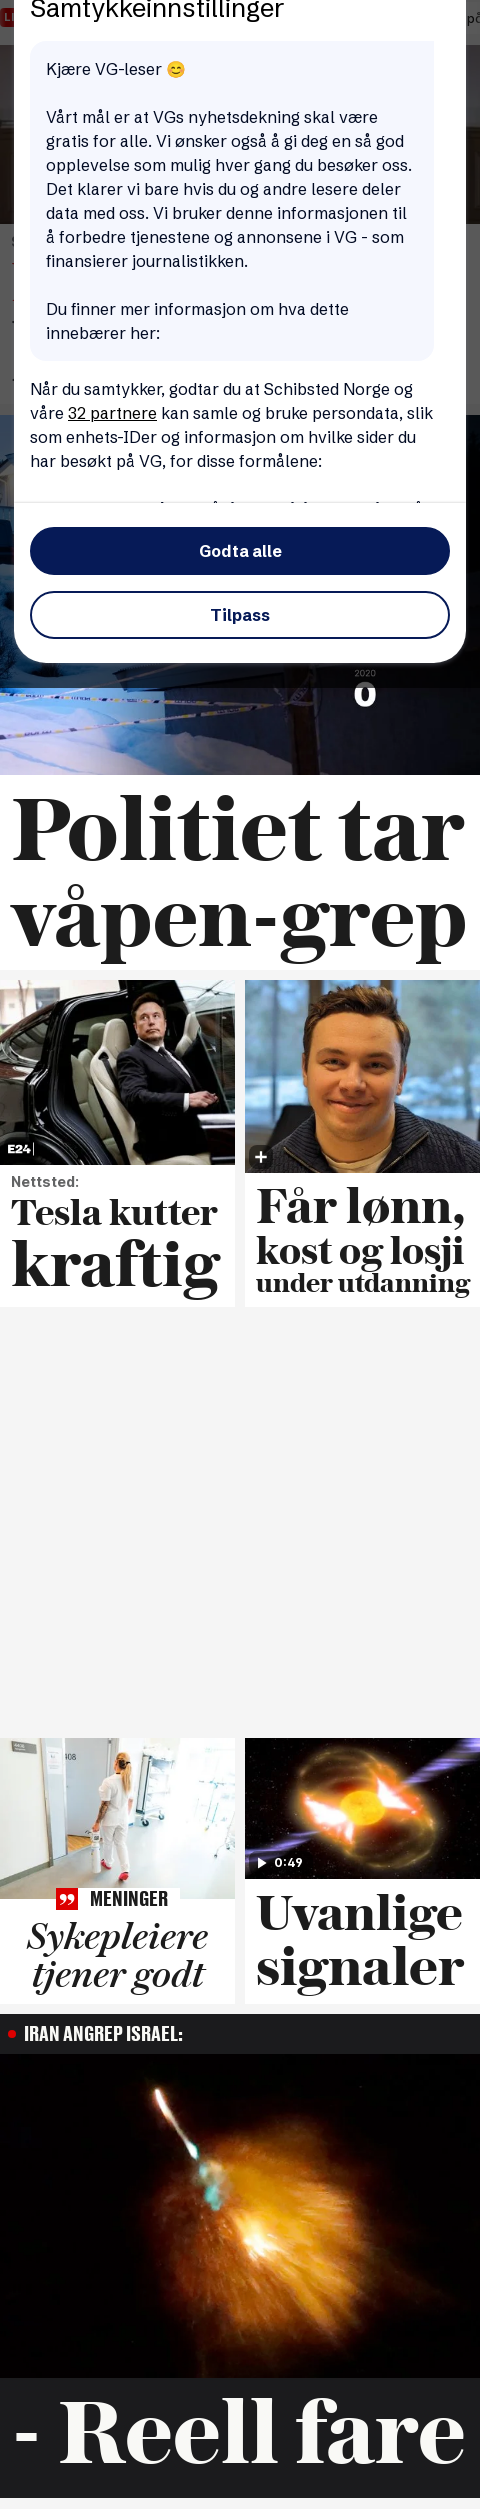 Samtykkeinnstillinger
Kjære VG-leser 😊
Vårt mål er at VGs nyhetsdekning skal være
gratis for alle. Vi ønsker også å gi deg en så god
opplevelse som mulig hver gang du besøker oss.
Det klarer vi bare hvis du og andre lesere deler
data med oss. Vi bruker denne informasjonen til
å forbedre tjenestene og annonsene i VG - som
finansierer journalistikken.
Du finner mer informasjon om hva dette
innebærer her:
Når du samtykker, godtar du at Schibsted Norge og
våre 32 partnere kan samle og bruke persondata, slik
som enhets-IDer og informasjon om hvilke sider du
har besøkt på VG, for disse formålene:
Godta alle
Tilpass
2020
Politiet tar
våpen-grep
E24
Nettsted:
Tesla kutter
kraftig
Får lønn,
kost og losji
under utdanning
408
MENINGER
Sykepleiere
tjener godt
0:49
Uvanlige
signaler
IRAN ANGREP ISRAEL:
- Reell fare